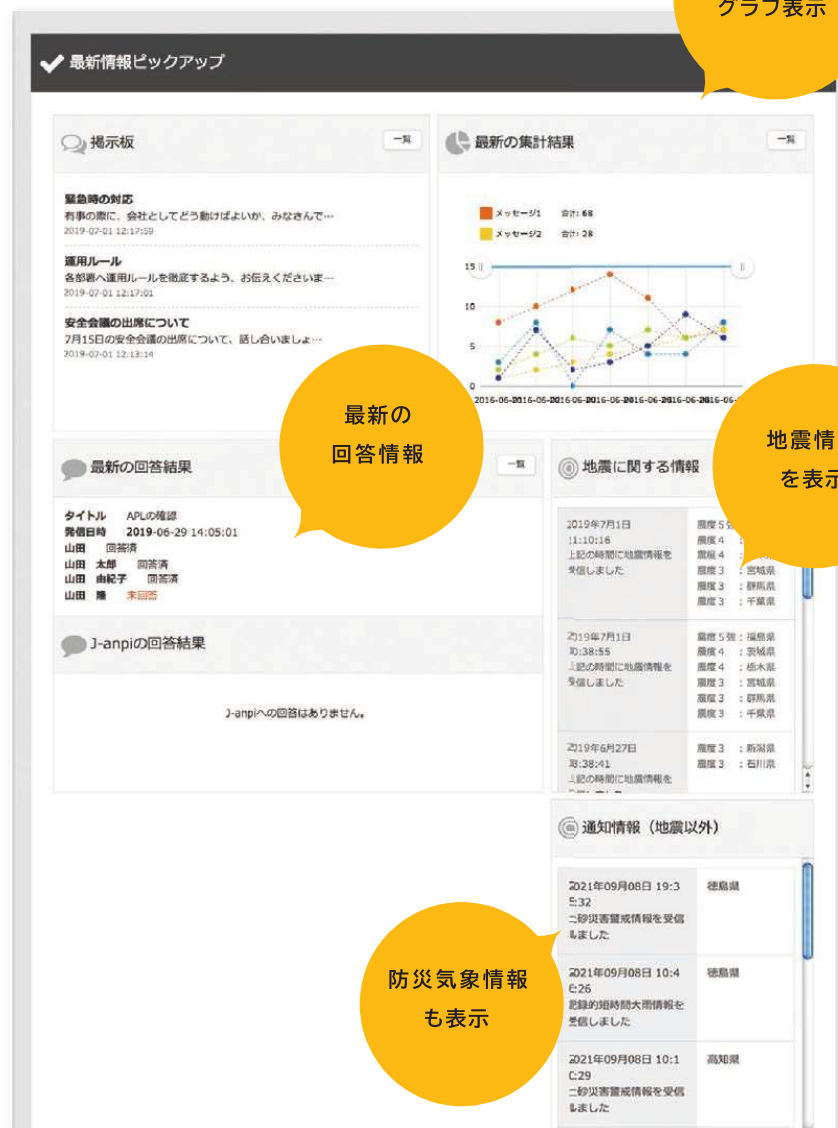 グラフ表示
最新情報ピックアップ
掲示板
一覧
緊急時の対応
有事の際に、会社としてどう動けばよいか、みなさんで…
2019-07-01 12:17:59
運用ルール
各部署へ運用ルールを徹底するよう、お伝えくださいま…
2019-07-01 12:17:01
安全会議の出席について
7月15日の安全会議の出席について、話し合いましょ…
2019-07-01 12:13:14
最新の集計結果
一覧
メッセージ1 合計: 68
メッセージ2 合計: 28
15
10
5
0
最新の
回答情報
最新の回答結果
一覧
タイトル APLの確認
発信日時 2019-06-29 14:05:01
山田 回答済
山田 太郎 回答済
山田 由紀子 回答済
山田 隆 未回答
J-anpiの回答結果
J-anpiへの回答はありません。
地震情
を表示
地震に関する情報
2019年7月1日
11:10:16
上記の時間に地震情報を
受信しました
震度5強
震度4 :
震度4 :
震度3 : 宮城県
震度3 : 群馬県
震度3 : 千葉県
2019年7月1日
:38:55
上記の時間に地震情報を
受信しました
震度5強 : 福島県
震度4 : 茨城県
震度4 : 栃木県
震度3 : 宮城県
震度3 : 群馬県
震度3 : 千葉県
2019年6月27日
:38:41
上記の時間に地震情報を
震度3 : 新潟県
震度3 : 石川県
通知情報(地震以外)
2021年09月08日 19:3
5:32
土砂災害警戒情報を受信
しました
徳島県
2021年09月08日 10:4
6:26
記録的短時間大雨情報を
受信しました
徳島県
2021年09月08日 10:1
0:29
土砂災害警戒情報を受信
しました
高知県
防災気象情報
も表示